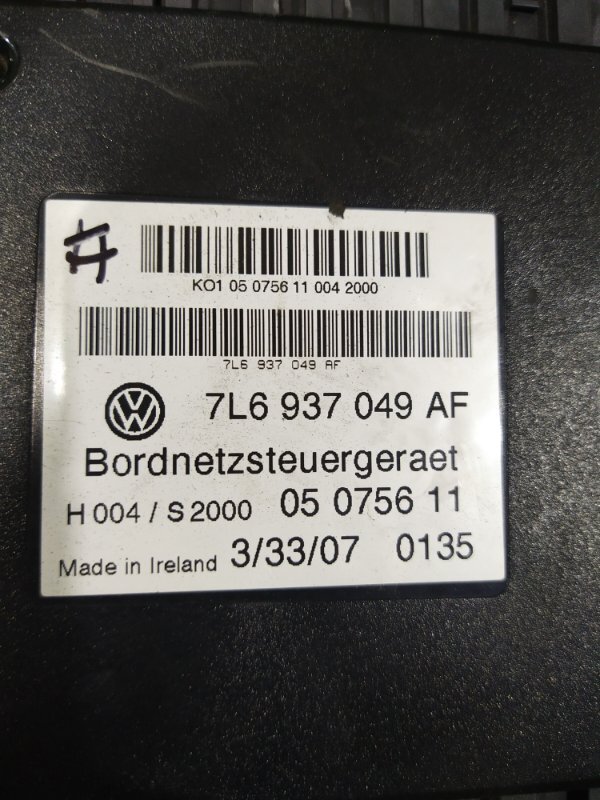 #
KO1 05 0756 11 004 2000
7L6 937 049 AF
VW 7L6 937 049 AF
Bordnetzsteuergeraet
H 004 / S 2000 05 0756 11
Made in Ireland 3/33/07 0135